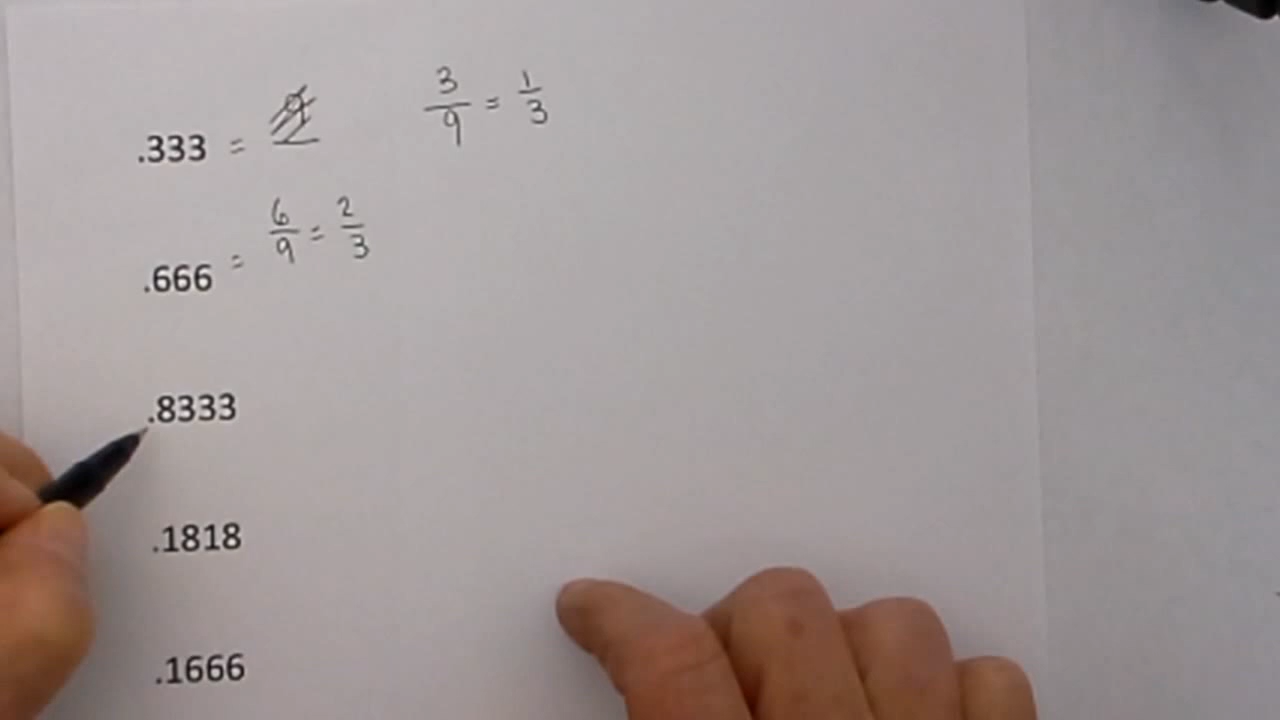 .333 = 3/9 = 1/3
.666 = 6/9 = 2/3
.8333
.1818
.1666